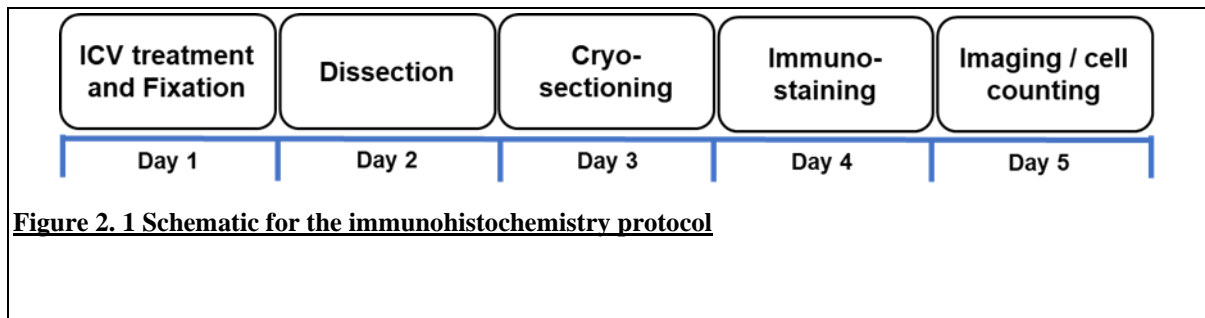 ICV treatment
and Fixation
Dissection
Cryo-
sectioning
Immuno-
staining
Imaging / cell
counting
Day 1
Day 2
Day 3
Day 4
Day 5
Figure 2. 1 Schematic for the immunohistochemistry protocol